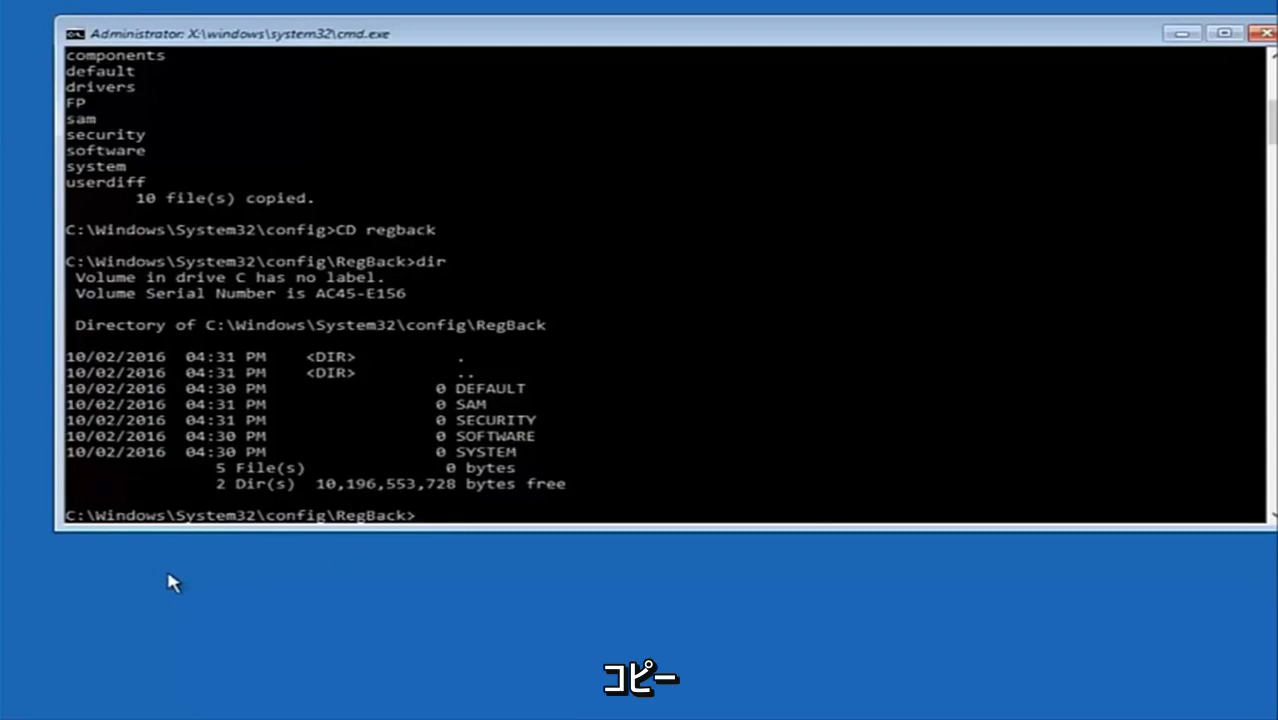 Administrator: X:\windows\system32\cmd.exe
components
default
drivers
FP
sam
security
software
system
userdiff
10 file(s) copied.
C:\Windows\System32\config>CD regback
C:\Windows\System32\config\RegBack>dir
Volume in drive C has no label.
Volume Serial Number is AC45-E156
Directory of C:\Windows\System32\config\RegBack
10/02/2016 04:31 PM <DIR> .
10/02/2016 04:31 PM <DIR> ..
10/02/2016 04:30 PM 0 DEFAULT
10/02/2016 04:31 PM 0 SAM
10/02/2016 04:31 PM 0 SECURITY
10/02/2016 04:30 PM 0 SOFTWARE
10/02/2016 04:30 PM 0 SYSTEM
5 File(s) 0 bytes
2 Dir(s) 10,196,553,728 bytes free
C:\Windows\System32\config\RegBack>
コピー